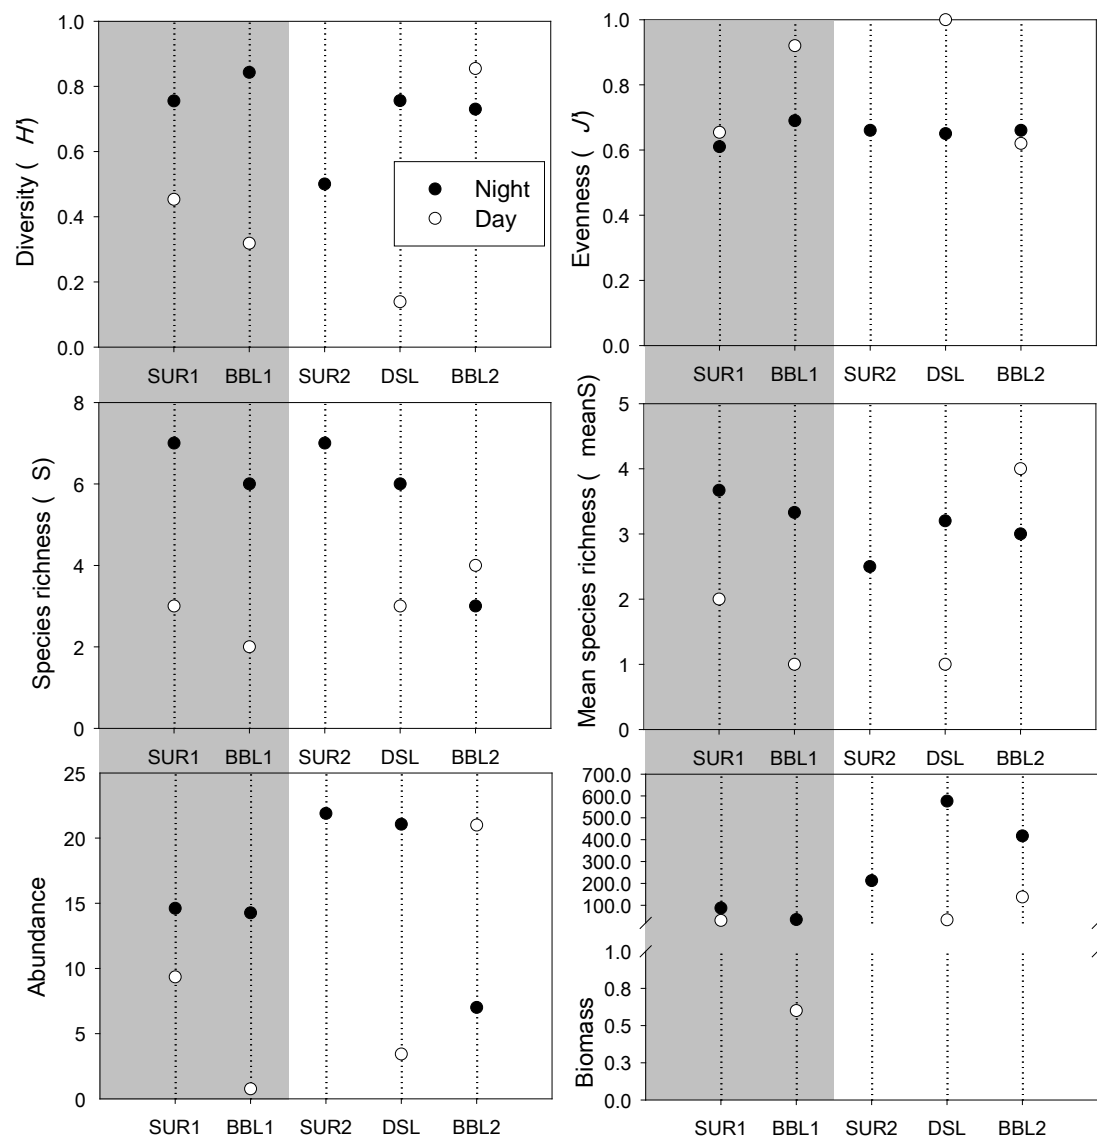 Diversity ( H')
1.0
0.8
0.6
0.4
0.2
0.0
Night
Day
SUR1 BBL1 SUR2 DSL BBL2
Evenness ( J')
1.0
0.8
0.6
0.4
0.2
0.0
SUR1 BBL1 SUR2 DSL BBL2
Species richness ( S)
8
6
4
2
0
SUR1 BBL1 SUR2 DSL BBL2
Mean species richness ( meanS)
5
4
3
2
1
0
SUR1 BBL1 SUR2 DSL BBL2
Abundance
25
20
15
10
5
0
SUR1 BBL1 SUR2 DSL BBL2
Biomass
700.0
600.0
500.0
400.0
300.0
200.0
100.0
1.0
0.8
0.5
0.3
0.0
SUR1 BBL1 SUR2 DSL BBL2